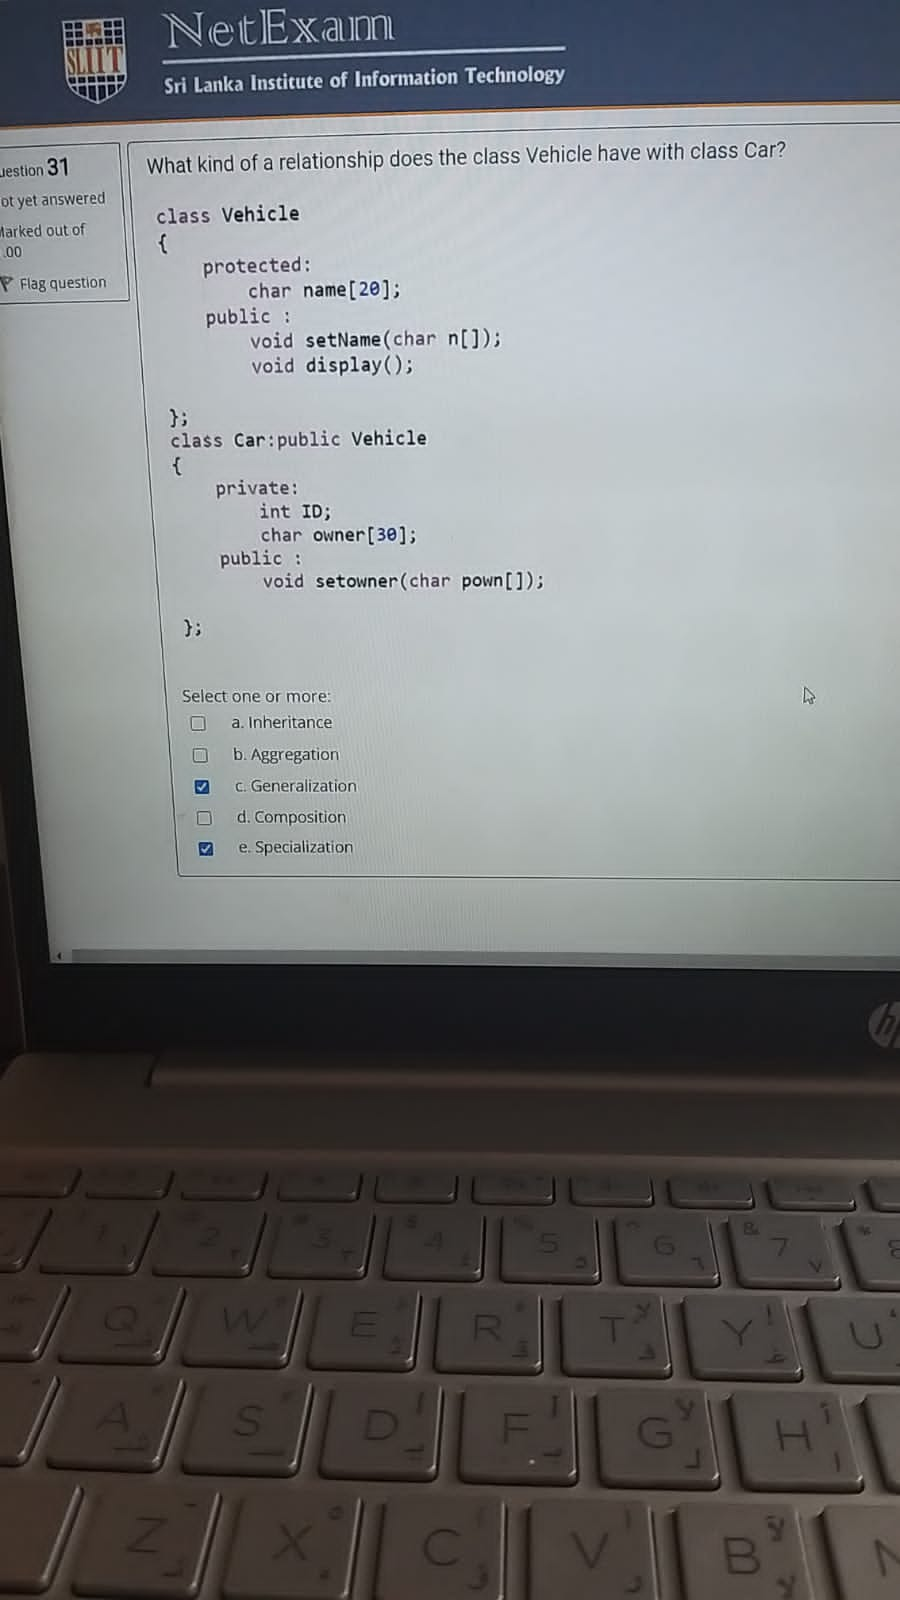 SLIIT
NetExam
Sri Lanka Institute of Information Technology
uestion 31
ot yet answered
Marked out of
.00
Flag question
What kind of a relationship does the class Vehicle have with class Car?
class Vehicle
{
protected:
char name[20];
public :
void setName(char n[]);
void display();
};
class Car:public Vehicle
{
private:
int ID;
char owner[30];
public :
void setowner(char pown[]);
};
Select one or more:
a. Inheritance
b. Aggregation
c. Generalization
d. Composition
e. Specialization
hp
1 2 3 4 5 6 7 8
Q W E R T Y U
A S D F G H
Z X C V B N